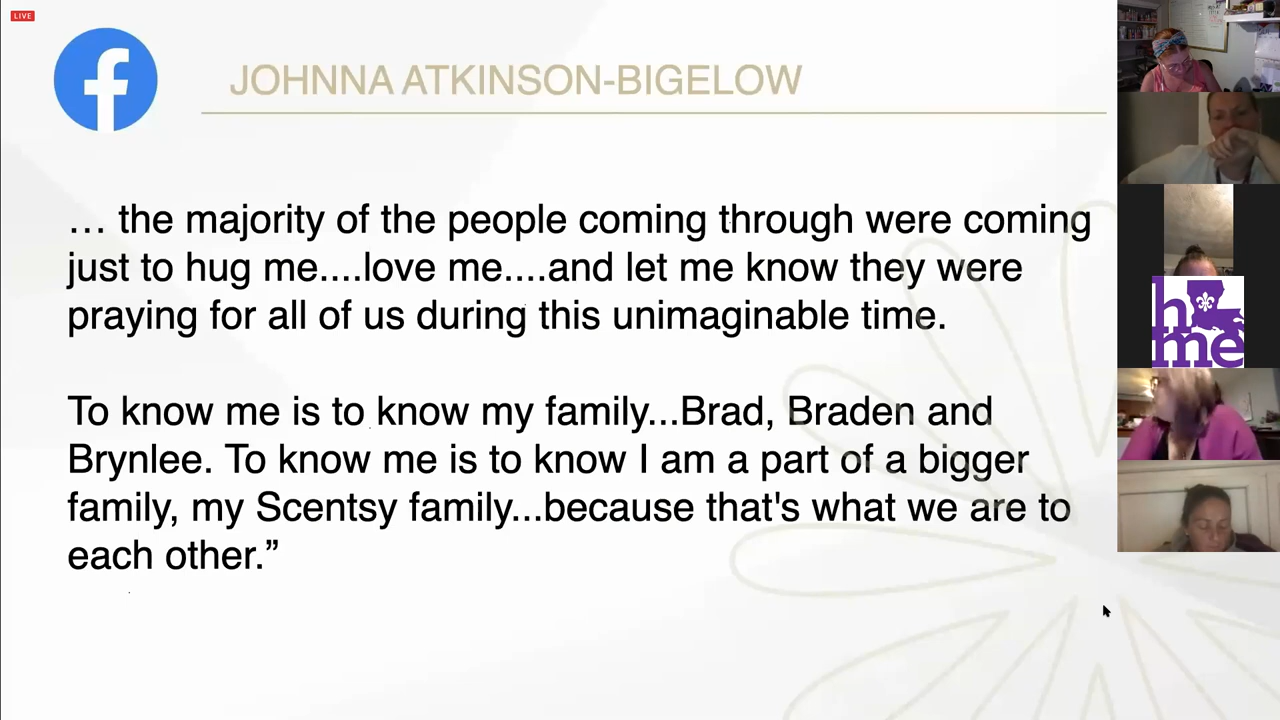 LIVE
f
JOHNNA ATKINSON-BIGELOW
… the majority of the people coming through were coming
just to hug me....love me....and let me know they were
praying for all of us during this unimaginable time.
To know me is to know my family...Brad, Braden and
Brynlee. To know me is to know I am a part of a bigger
family, my Scentsy family...because that's what we are to
each other.”
h me